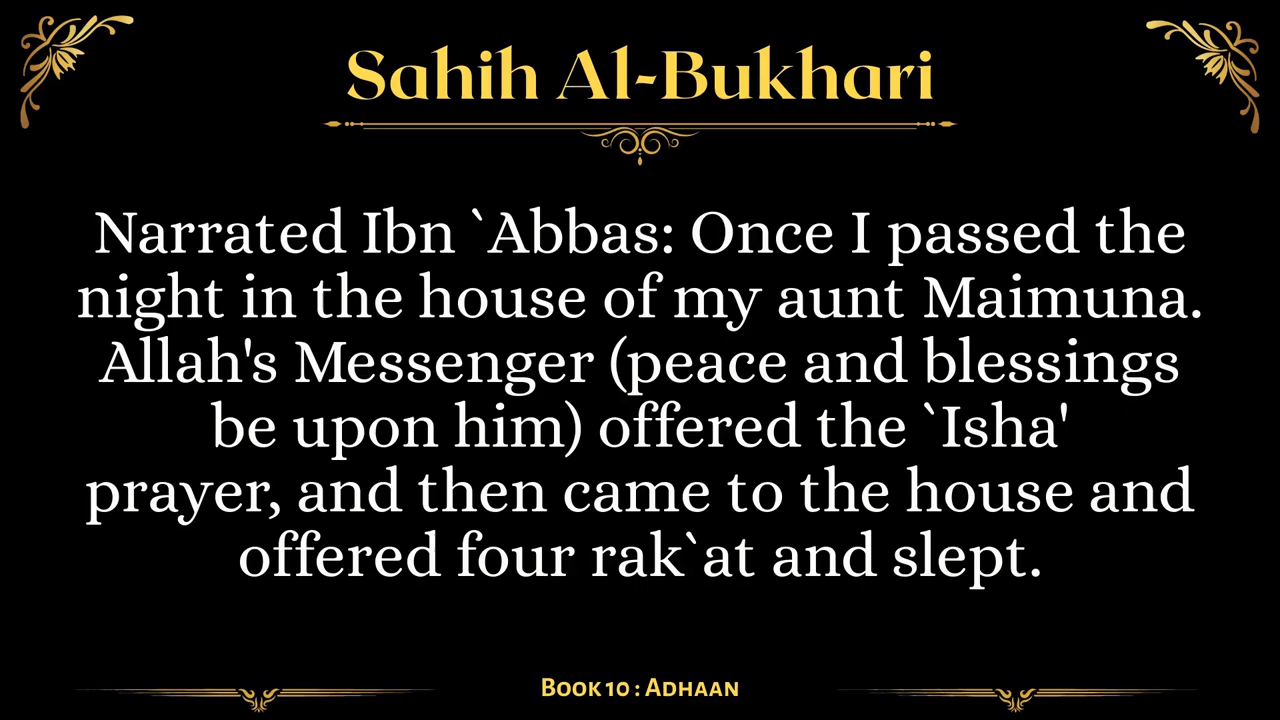 Sahih Al-Bukhari
Narrated Ibn `Abbas: Once I passed the
night in the house of my aunt Maimuna.
Allah's Messenger (peace and blessings
be upon him) offered the `Isha'
prayer, and then came to the house and
offered four rak`at and slept.
Book 10 : Adhaan